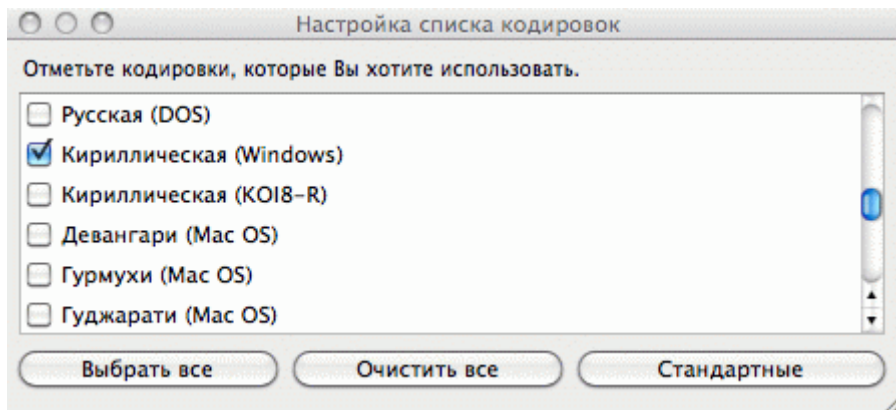 Настройка списка кодировок
Отметьте кодировки, которые Вы хотите использовать.
Русская (DOS)
Кириллическая (Windows)
Кириллическая (KOI8-R)
Девангари (Mac OS)
Гурмухи (Mac OS)
Гуджарати (Mac OS)
Выбрать все Очистить все Стандартные